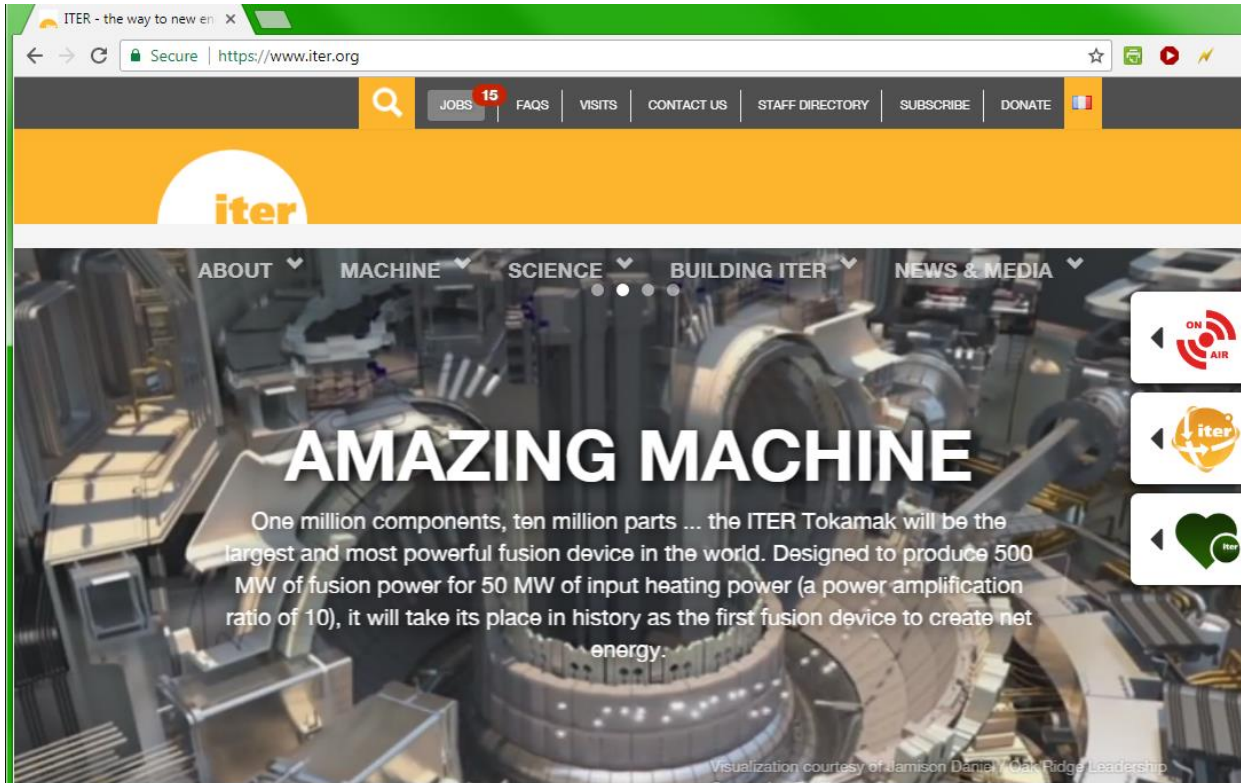 ITER - the way to new en
Secure | https://www.iter.org
JOBS 15 FAQS VISITS CONTACT US STAFF DIRECTORY SUBSCRIBE DONATE
iter
ABOUT MACHINE SCIENCE BUILDING ITER NEWS & MEDIA
ON
AIR
iter
AMAZING MACHINE
One million components, ten million parts ... the ITER Tokamak will be the
largest and most powerful fusion device in the world. Designed to produce 500
MW of fusion power for 50 MW of input heating power (a power amplification
ratio of 10), it will take its place in history as the first fusion device to create net
energy.
iter
Visualization courtesy of Jamison Daniel / Oak Ridge Leadership